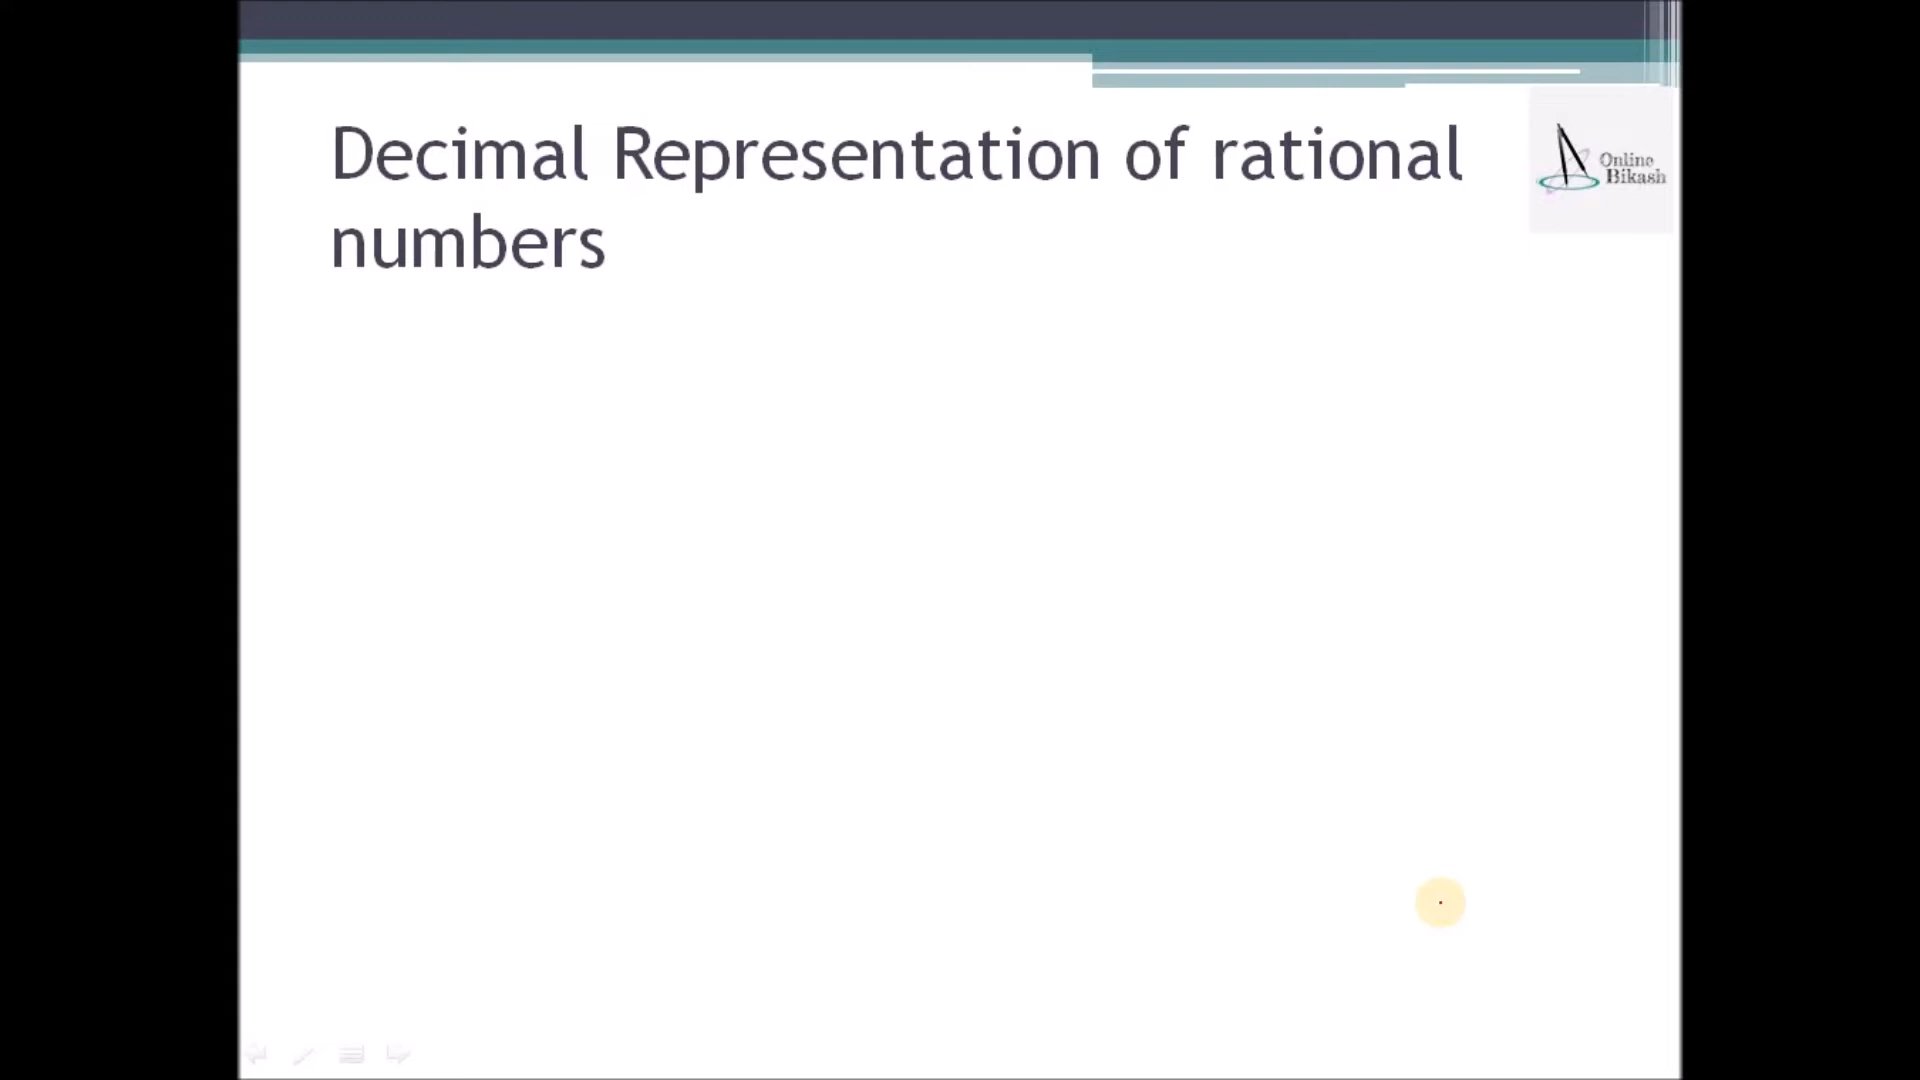 Decimal Representation of rational
numbers
Online
Bikash